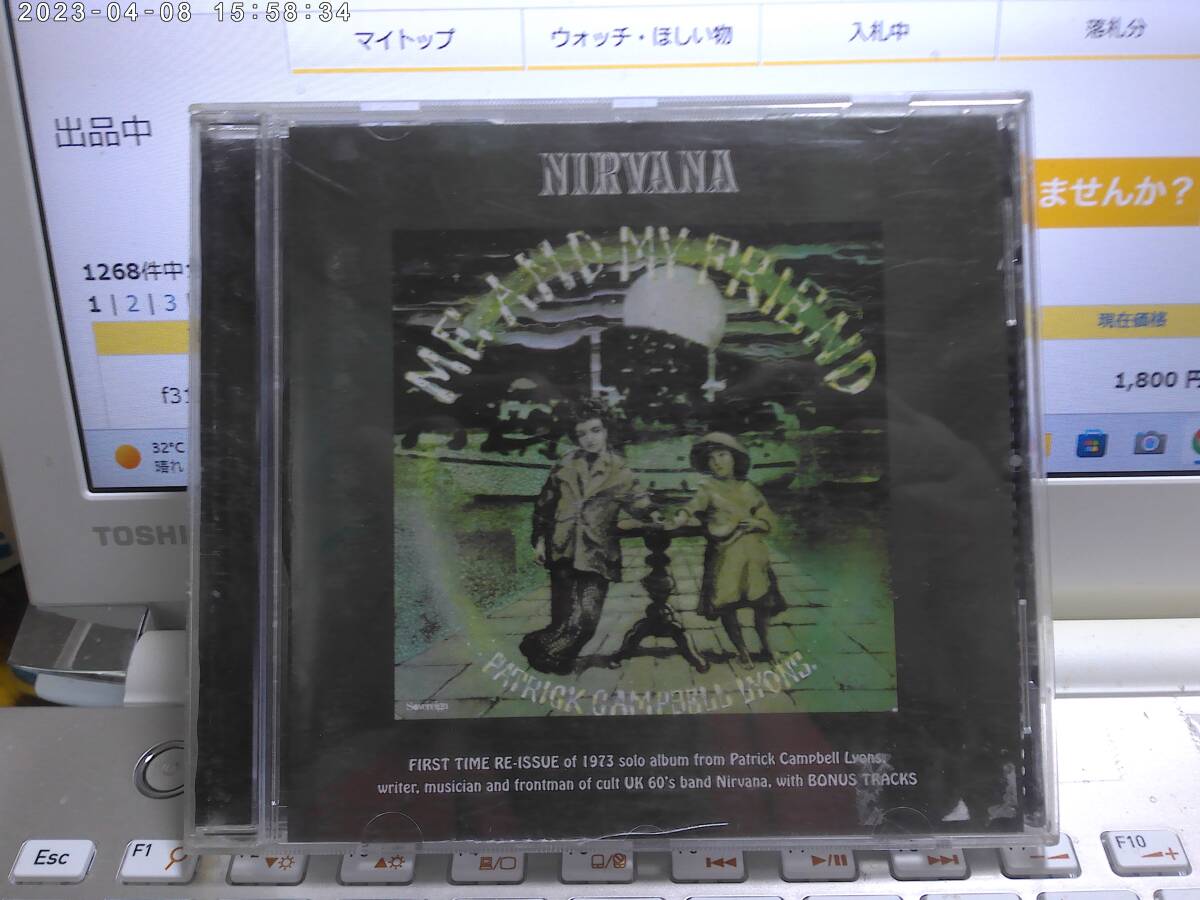 2023-04-08 15:58:34
マイトップ
ウォッチ・ほしい物
入札中
落札分
出品中
ませんか？
1268件中
1 | 2 | 3
現在価格
1,800 円
32°C
晴れ
TOSHI
NIRVANA
ME AND MY FRIEND
PATRICK CAMPBELL LYONS.
Sovereign
FIRST TIME RE-ISSUE of 1973 solo album from Patrick Campbell Lyons,
writer, musician and frontman of cult UK 60's band Nirvana, with BONUS TRACKS
Esc
F1
F10